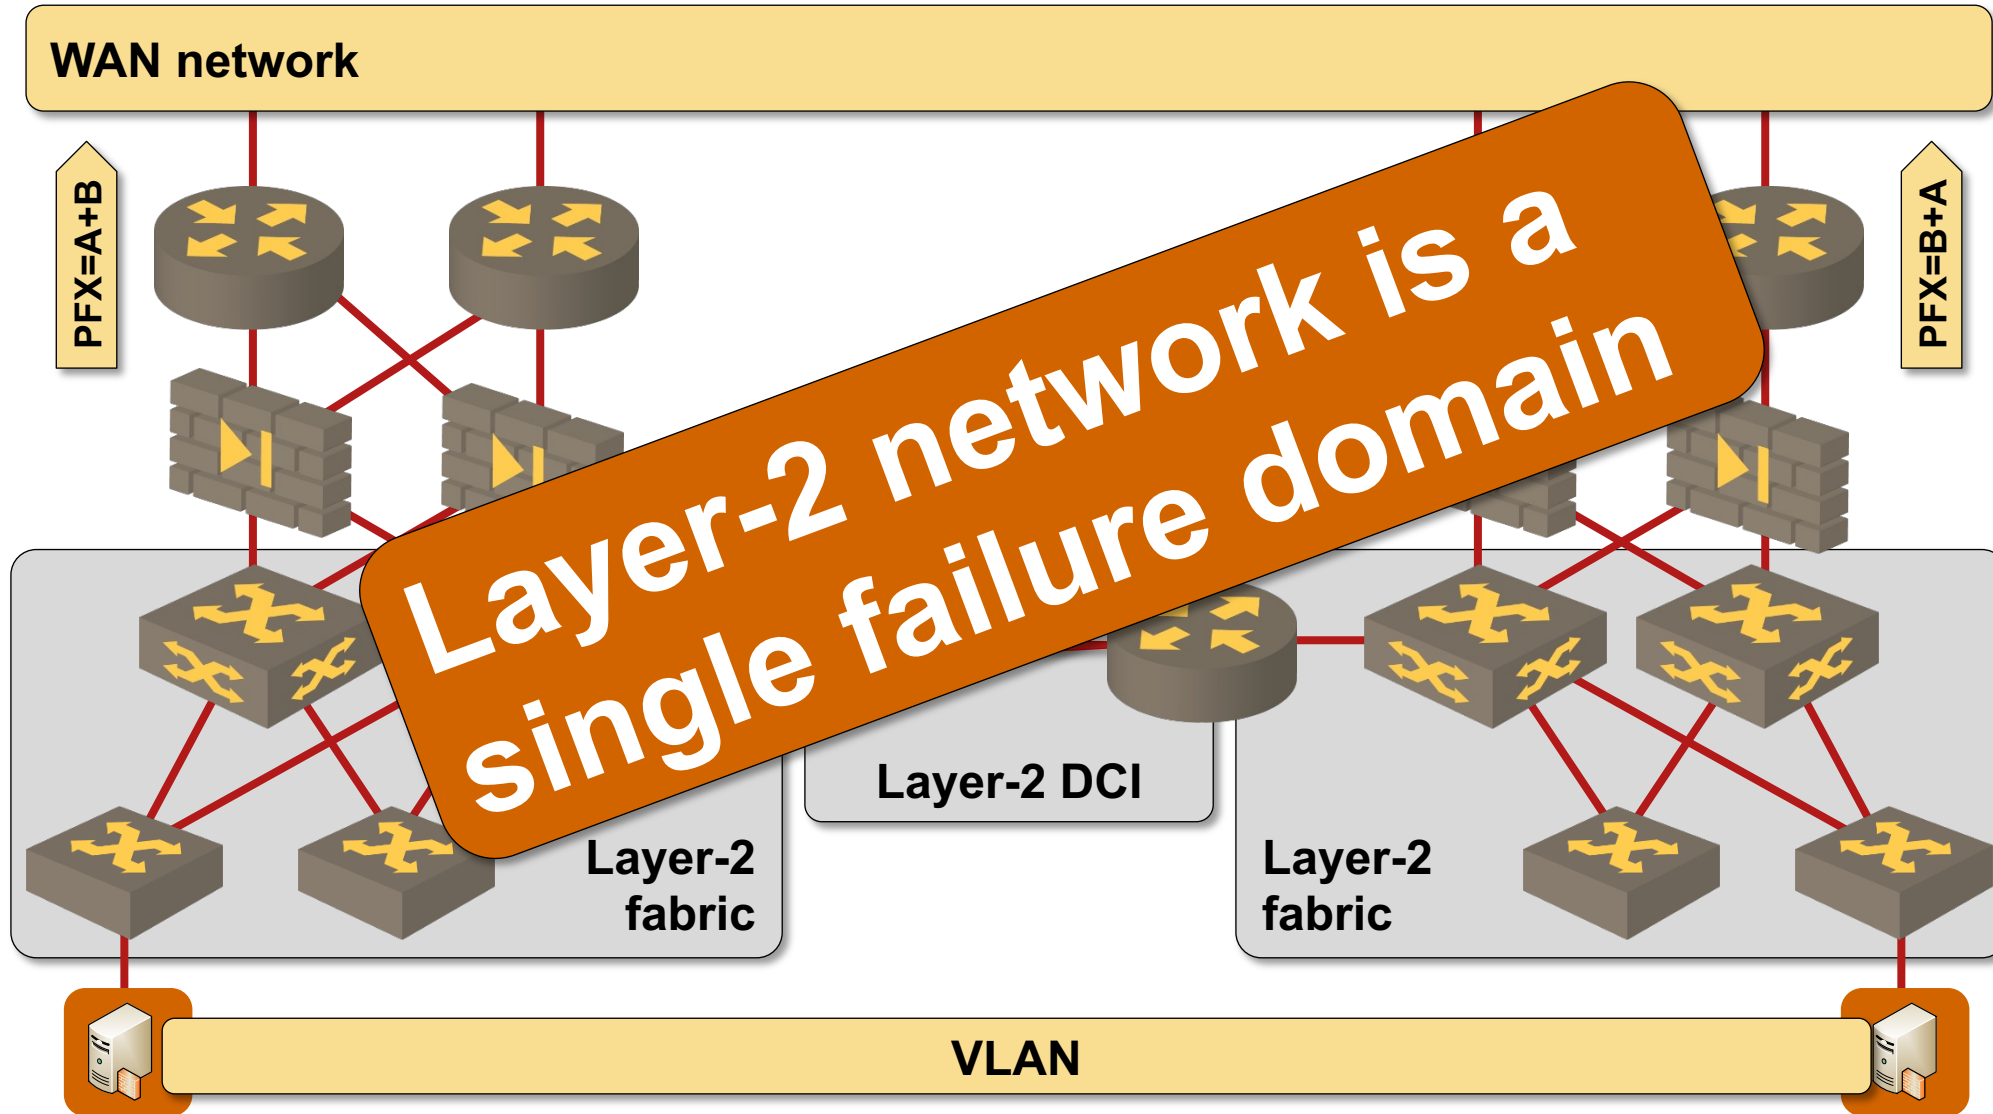 WAN network
PFX=A+B
PFX=B+A
Layer-2 network is a
single failure domain
Layer-2 DCI
Layer-2
fabric
Layer-2
fabric
VLAN